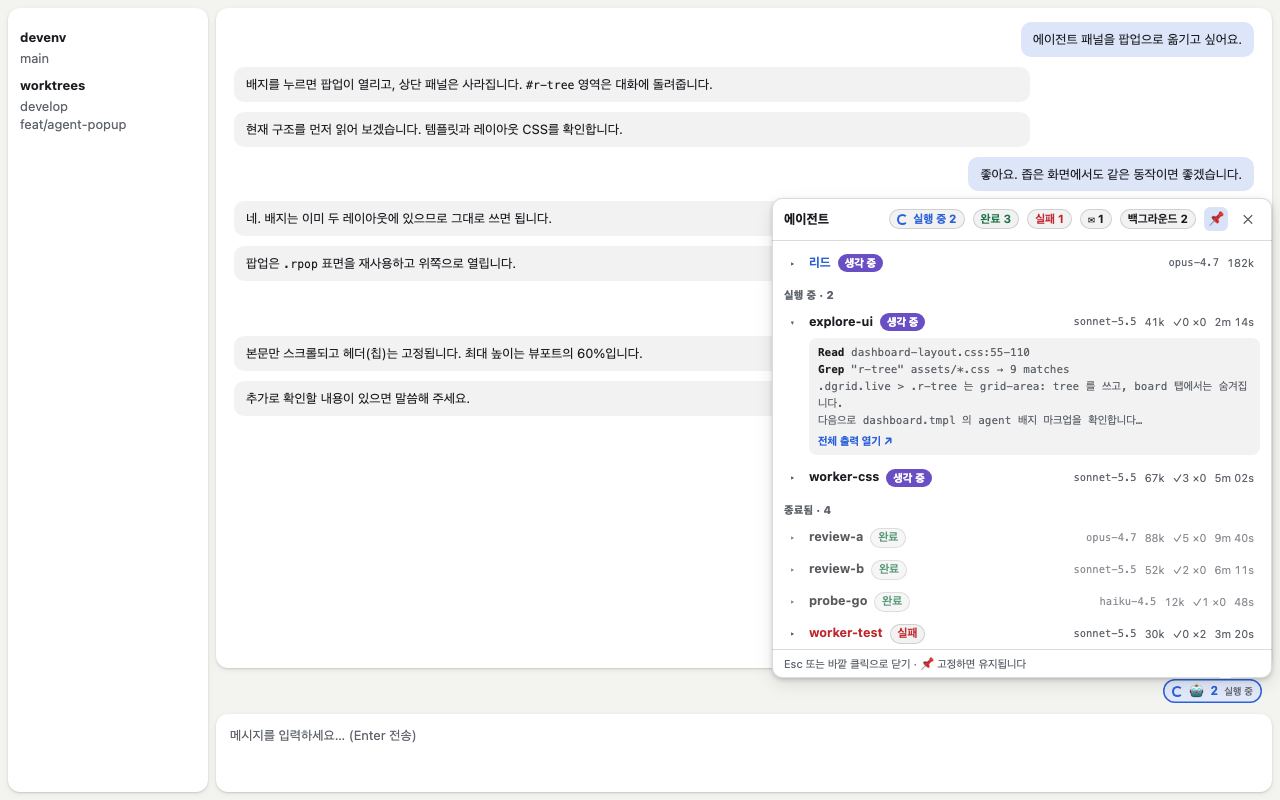 devenv
main
worktrees
develop
feat/agent-popup
에이전트 패널을 팝업으로 옮기고 싶어요.
배지를 누르면 팝업이 열리고, 상단 패널은 사라집니다. #r-tree 영역은 대화에 돌려줍니다.
현재 구조를 먼저 읽어 보겠습니다. 템플릿과 레이아웃 CSS를 확인합니다.
좋아요. 좁은 화면에서도 같은 동작이면 좋겠습니다.
네. 배지는 이미 두 레이아웃에 있으므로 그대로 쓰면 됩니다.
팝업은 .rpop 표면을 재사용하고 위쪽으로 열립니다.
본문만 스크롤되고 헤더(칩)는 고정됩니다. 최대 높이는 뷰포트의 60%입니다.
추가로 확인할 내용이 있으면 말씀해 주세요.
에이전트 실행 중 2 완료 3 실패 1 ✉ 1 백그라운드 2 📌 ×
▸ 리드 생각 중 opus-4.7 182k
실행 중 · 2
▾ explore-ui 생각 중 sonnet-5.5 41k ✓0 ×0 2m 14s
Read dashboard-layout.css:55-110
Grep "r-tree" assets/*.css → 9 matches
.dgrid.live > .r-tree 는 grid-area: tree 를 쓰고, board 탭에서는 숨겨집
니다.
다음으로 dashboard.tmpl 의 agent 배지 마크업을 확인합니다…
전체 출력 열기 ↗
▸ worker-css 생각 중 sonnet-5.5 67k ✓3 ×0 5m 02s
종료됨 · 4
▸ review-a 완료 opus-4.7 88k ✓5 ×0 9m 40s
▸ review-b 완료 sonnet-5.5 52k ✓2 ×0 6m 11s
▸ probe-go 완료 haiku-4.5 12k ✓1 ×0 48s
▸ worker-test 실패 sonnet-5.5 30k ✓0 ×2 3m 20s
Esc 또는 바깥 클릭으로 닫기 · 📌 고정하면 유지됩니다
🤖 2 실행 중
메시지를 입력하세요… (Enter 전송)